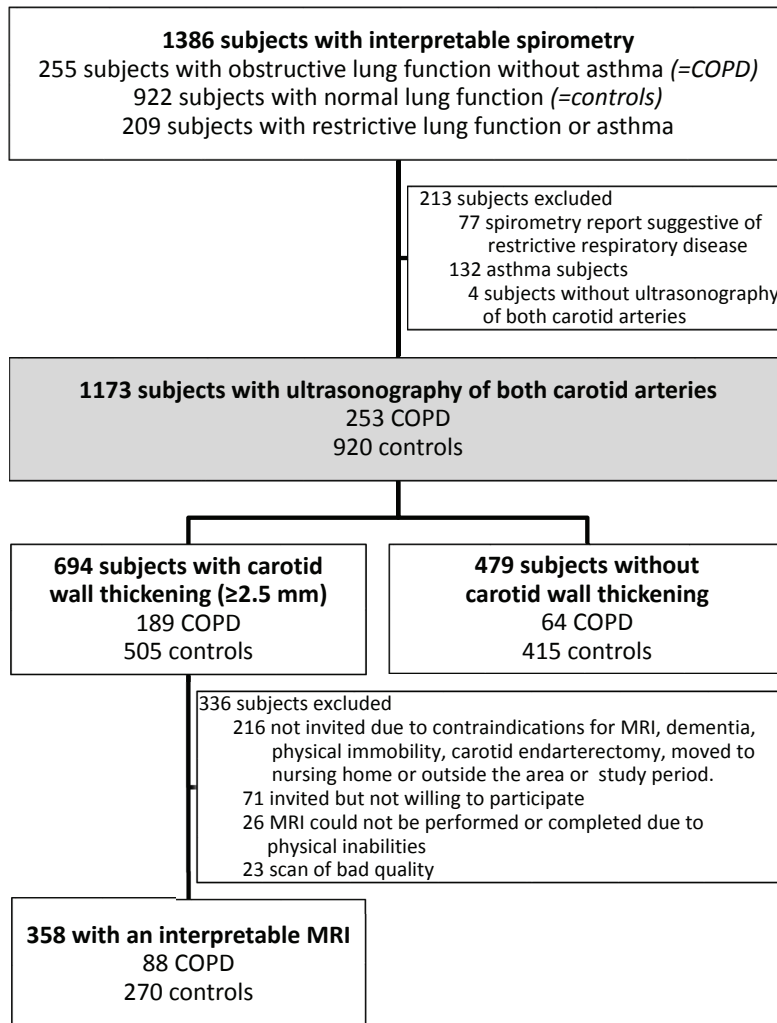 1386 subjects with interpretable spirometry
255 subjects with obstructive lung function without asthma (=COPD)
922 subjects with normal lung function (=controls)
209 subjects with restrictive lung function or asthma
213 subjects excluded
77 spirometry report suggestive of
restrictive respiratory disease
132 asthma subjects
4 subjects without ultrasonography
of both carotid arteries
1173 subjects with ultrasonography of both carotid arteries
253 COPD
920 controls
694 subjects with carotid
wall thickening (≥2.5 mm)
189 COPD
505 controls
479 subjects without
carotid wall thickening
64 COPD
415 controls
336 subjects excluded
216 not invited due to contraindications for MRI, dementia,
physical immobility, carotid endarterectomy, moved to
nursing home or outside the area or study period.
71 invited but not willing to participate
26 MRI could not be performed or completed due to
physical inabilities
23 scan of bad quality
358 with an interpretable MRI
88 COPD
270 controls